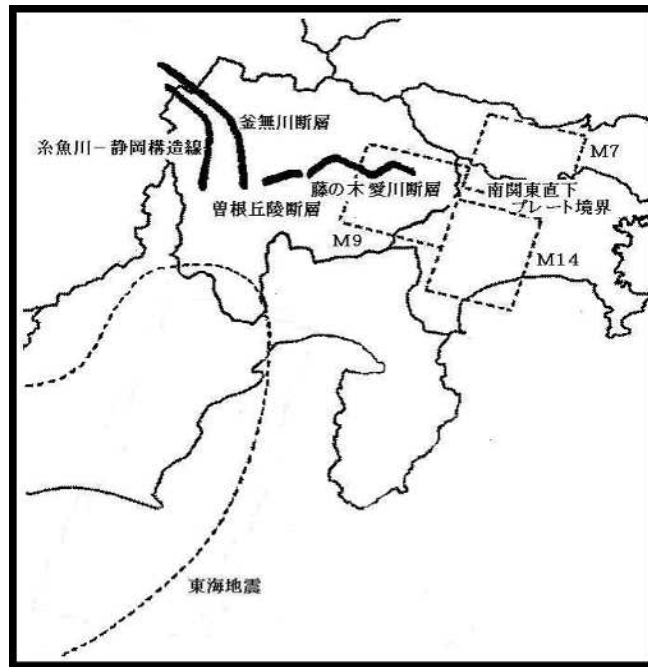 釜無川断層
糸魚川－静岡構造線
M7
藤の木愛川断層
南関東直下
プレート境界
曽根丘陵断層
M9
M14
東海地震